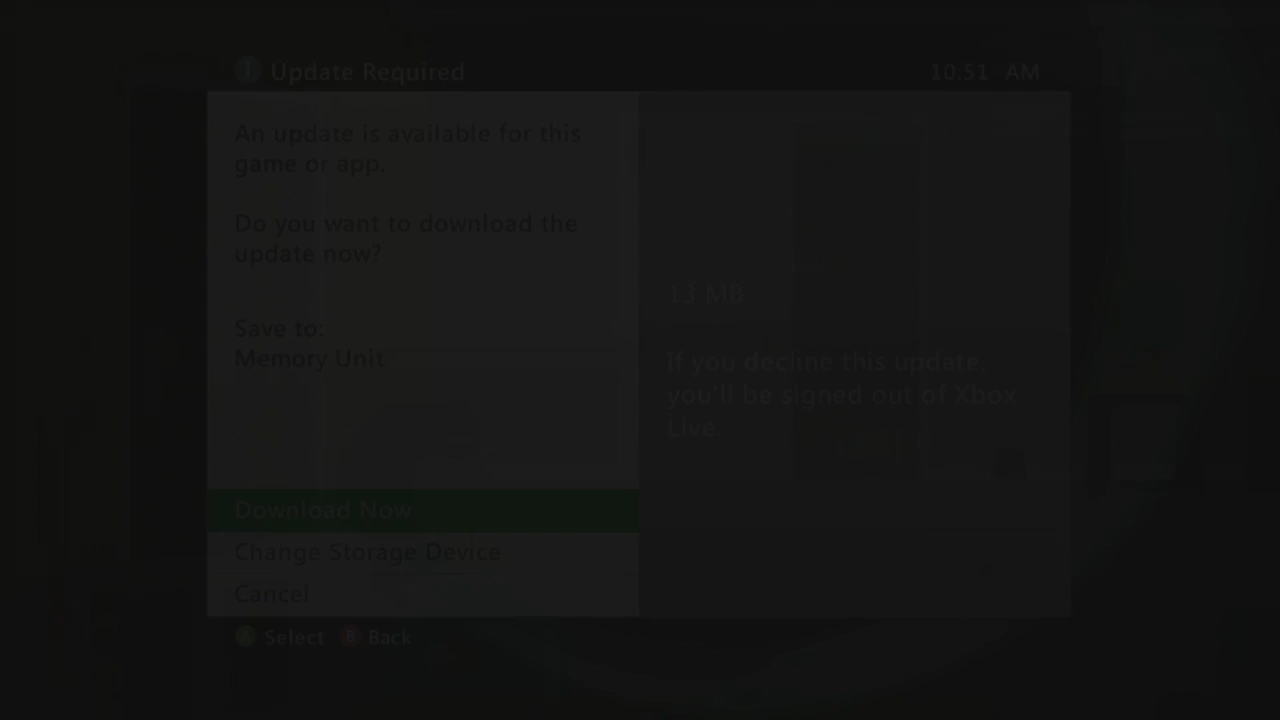 Update Required
10:51 AM
An update is available for this
game or app.
Do you want to download the
update now?
Save to:
Memory Unit
13 MB
If you decline this update,
you'll be signed out of Xbox
Live.
Download Now
Change Storage Device
Cancel
A Select B Back